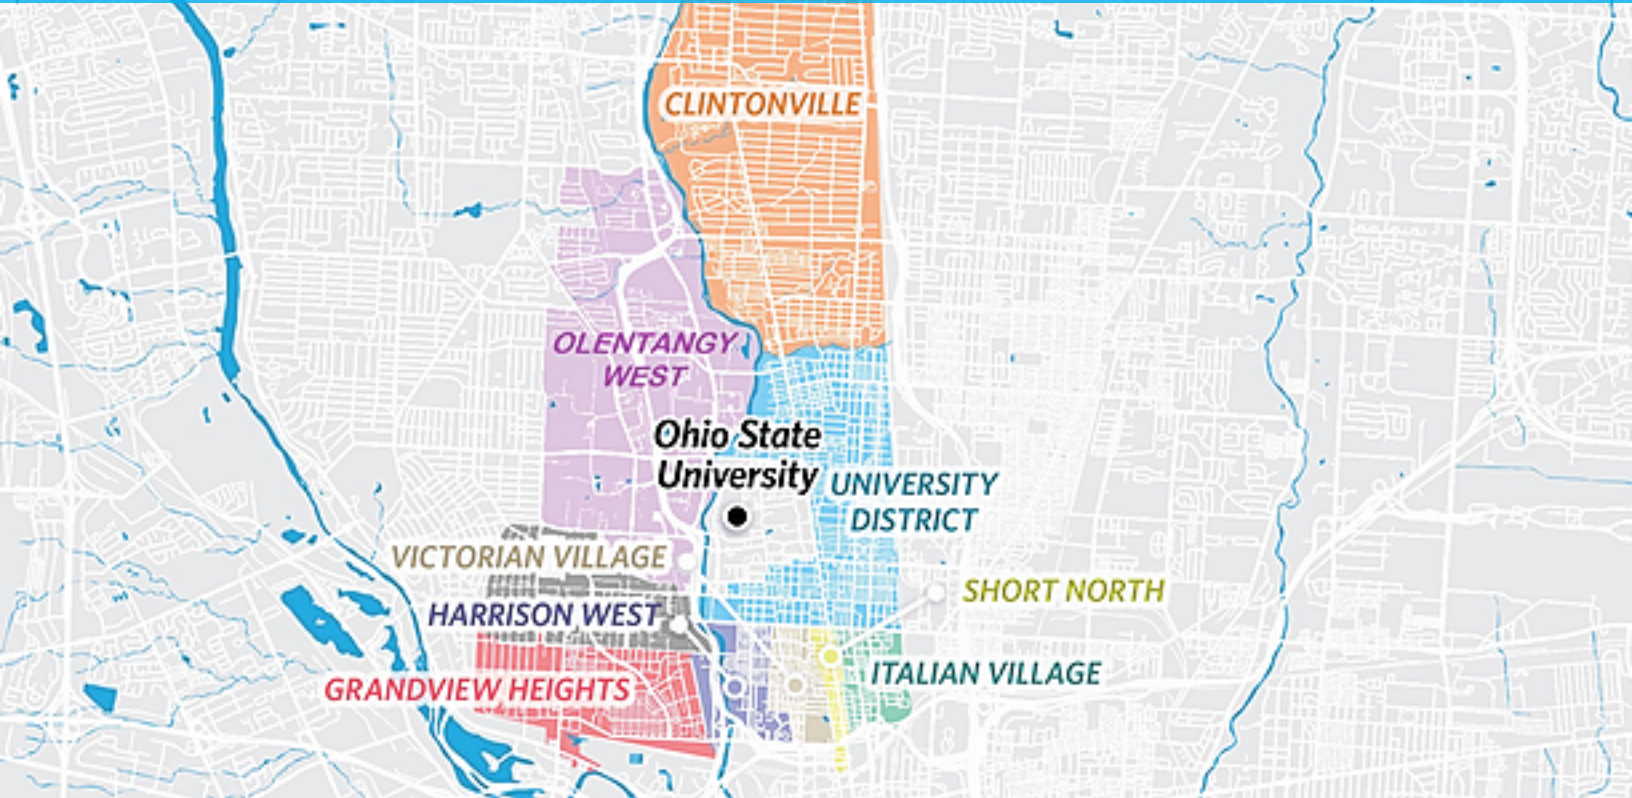 CLINTONVILLE
OLENTANGY
WEST
Ohio State
University
UNIVERSITY
DISTRICT
VICTORIAN VILLAGE
SHORT NORTH
HARRISON WEST
ITALIAN VILLAGE
GRANDVIEW HEIGHTS